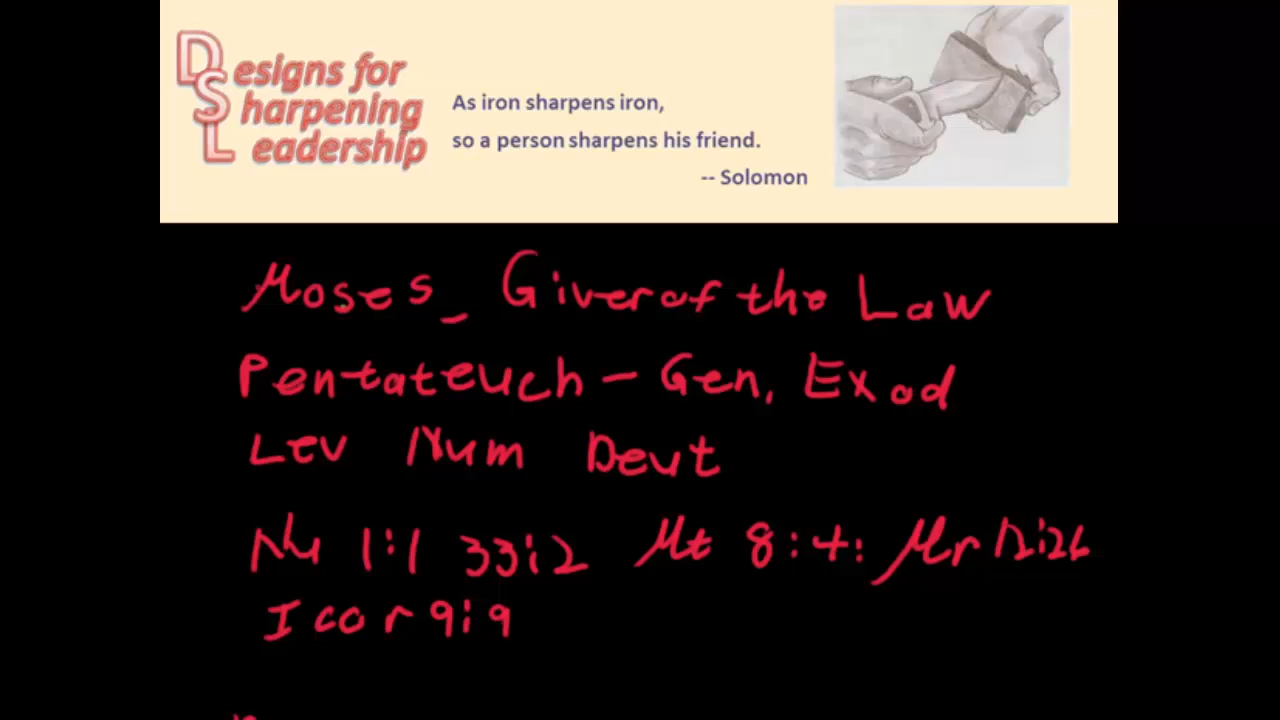 Designs for
Sharpening
Leadership
As iron sharpens iron,
so a person sharpens his friend.
-- Solomon
Moses - Giver of the Law
Pentateuch - Gen, Exod
Lev Num Deut
Nu 1:1 33:2 Mt 8:4: Mr 12:26
I cor 9:9